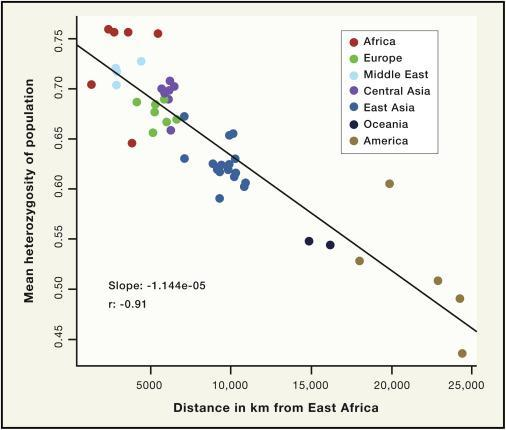 Mean heterozygosity of population
0.75
0.70
0.65
0.60
0.55
0.50
0.45
Africa
Europe
Middle East
Central Asia
East Asia
Oceania
America
Slope: -1.144e-05
r: -0.91
5000 10,000 15,000 20,000 25,000
Distance in km from East Africa